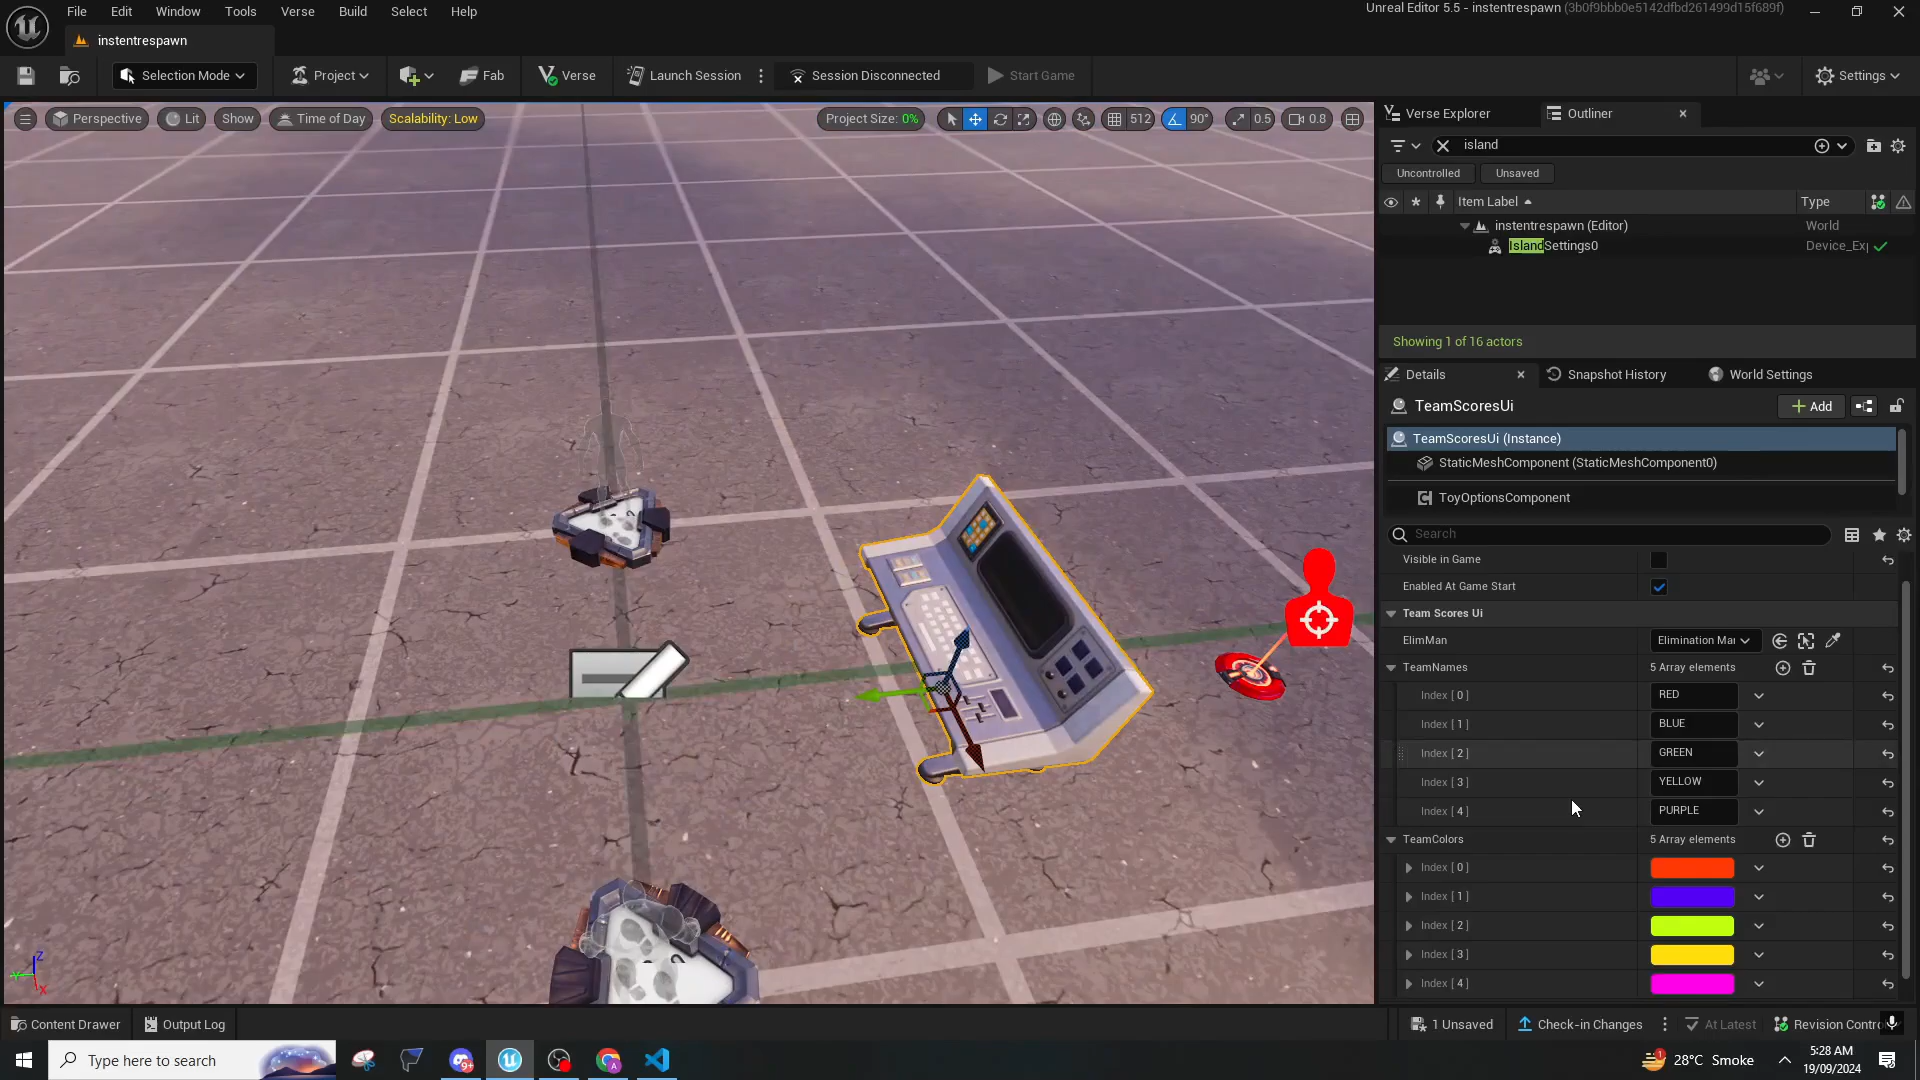 File Edit Window Tools Verse Build Select Help
Unreal Editor 5.5 - instentrespawn (3b0f9bbb0e5142dfbd261499d15f689f)
instentrespawn
Selection Mode Project Fab Verse Launch Session Session Disconnected Start Game Settings
Perspective Lit Show Time of Day Scalability: Low Project Size: 0% 512 90° 0.5 0.8
Verse Explorer Outliner
island
Uncontrolled Unsaved
Item Label Type
instentrespawn (Editor) World
IslandSettings0 Device_Exp
Showing 1 of 16 actors
Details Snapshot History World Settings
TeamScoresUi Add
TeamScoresUi (Instance)
StaticMeshComponent (StaticMeshComponent0)
ToyOptionsComponent
Search
Visible in Game
Enabled At Game Start
Team Scores Ui
ElimMan Elimination Mar
TeamNames 5 Array elements
Index [ 0 ] RED
Index [ 1 ] BLUE
Index [ 2 ] GREEN
Index [ 3 ] YELLOW
Index [ 4 ] PURPLE
TeamColors 5 Array elements
Index [ 0 ]
Index [ 1 ]
Index [ 2 ]
Index [ 3 ]
Index [ 4 ]
Z
Y
X
Content Drawer Output Log 1 Unsaved Check-in Changes At Latest Revision Contro
Type here to search 9+ 1 28°C Smoke 5:28 AM
19/09/2024